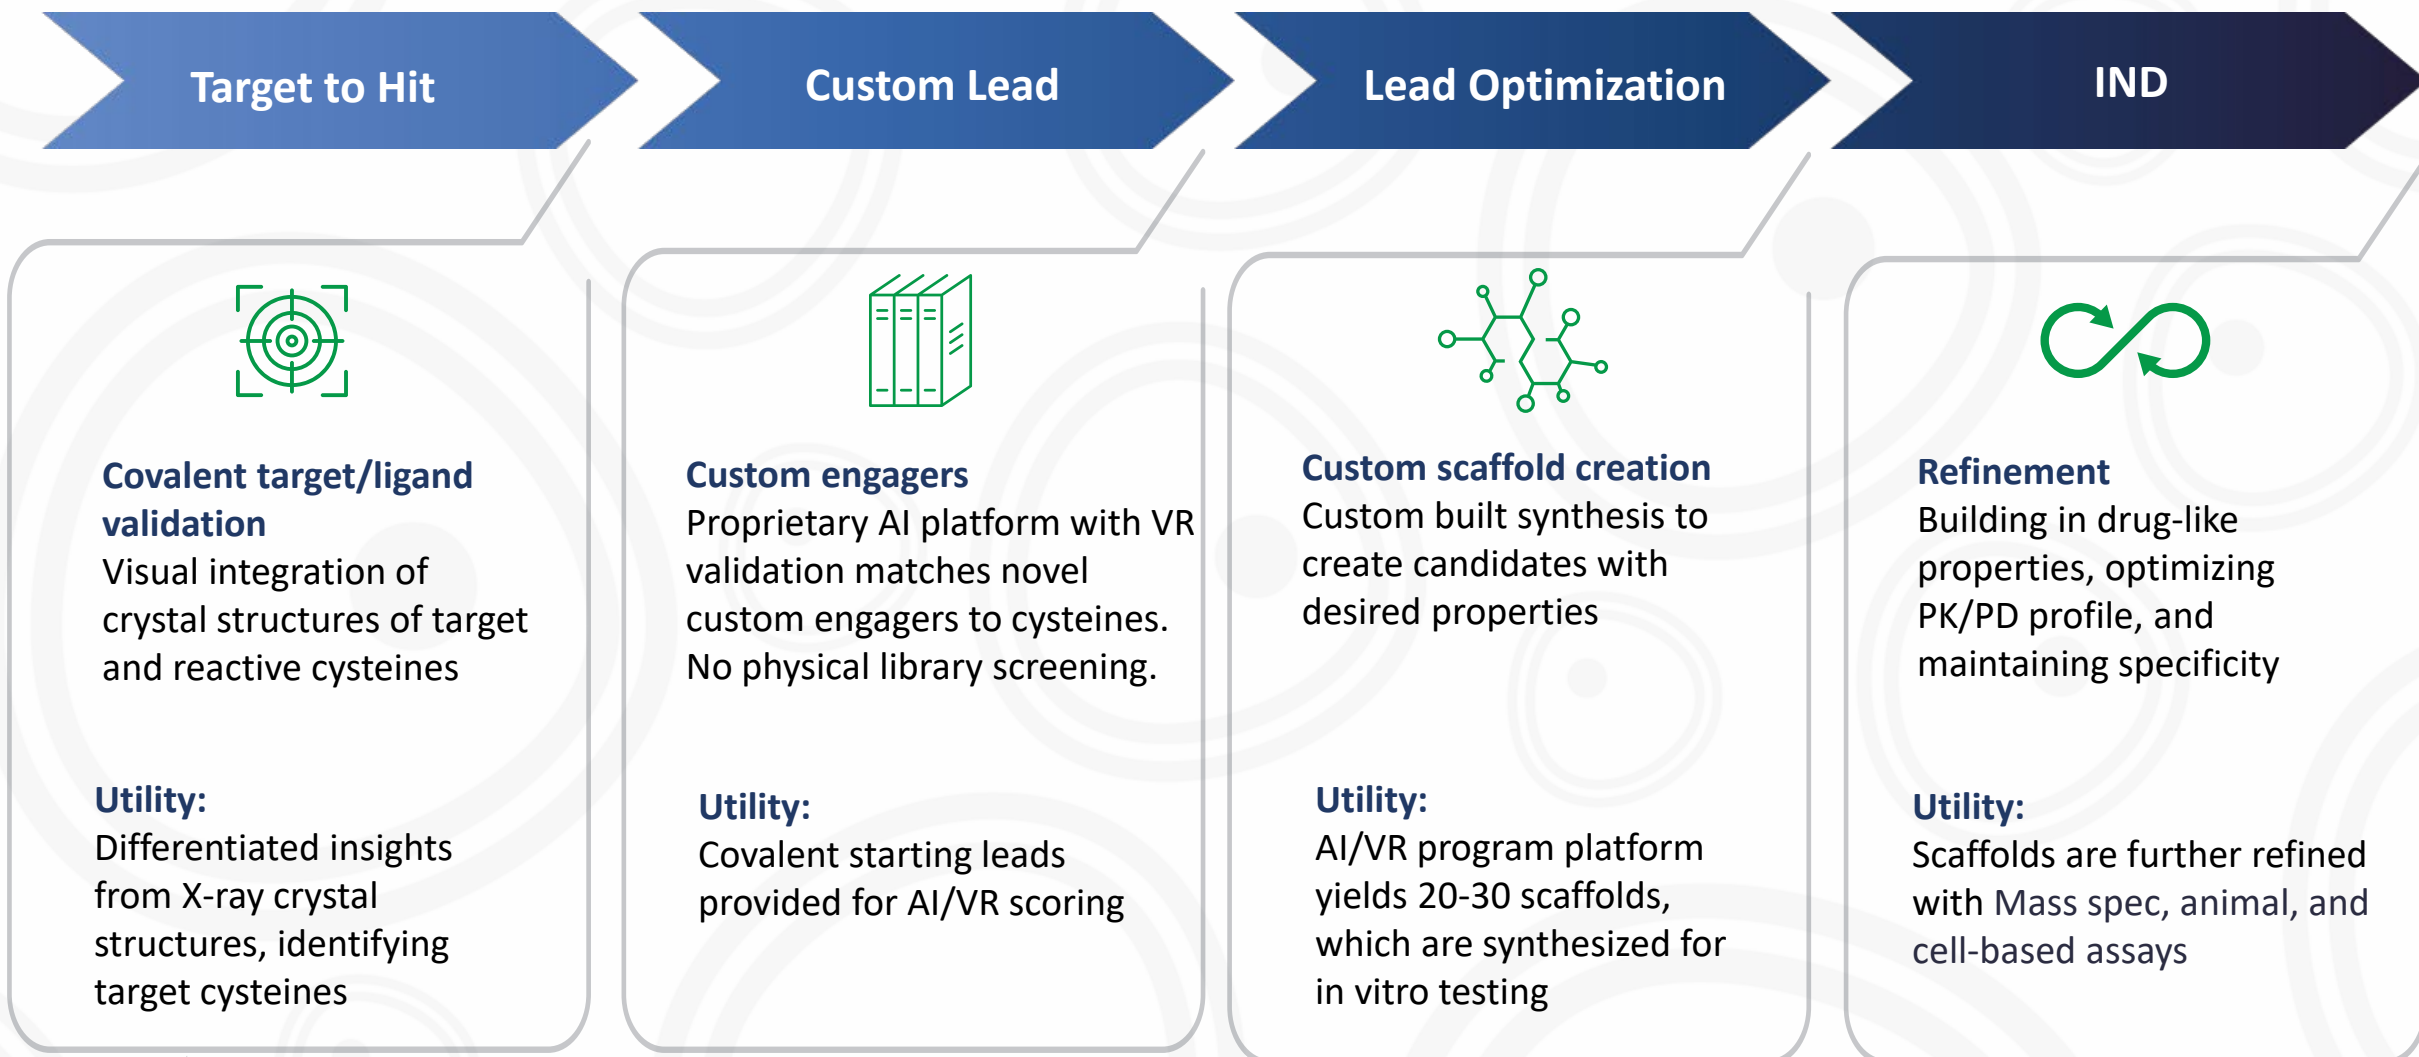 Target to Hit
Custom Lead
Lead Optimization
IND
Covalent target/ligand
validation
Visual integration of
crystal structures of target
and reactive cysteines
Utility:
Differentiated insights
from X-ray crystal
structures, identifying
target cysteines
Custom engagers
Proprietary AI platform with VR
validation matches novel
custom engagers to cysteines.
No physical library screening.
Utility:
Covalent starting leads
provided for AI/VR scoring
Custom scaffold creation
Custom built synthesis to
create candidates with
desired properties
Utility:
AI/VR program platform
yields 20-30 scaffolds,
which are synthesized for
in vitro testing
Refinement
Building in drug-like
properties, optimizing
PK/PD profile, and
maintaining specificity
Utility:
Scaffolds are further refined
with Mass spec, animal, and
cell-based assays